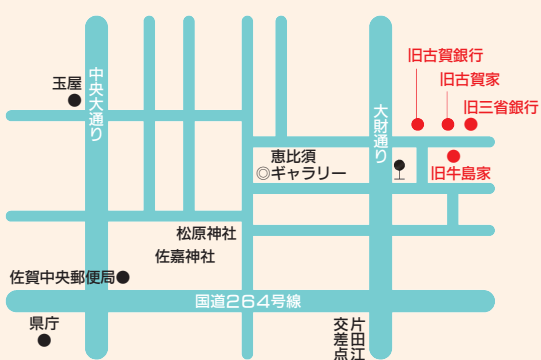 旧古賀銀行
旧古賀家
旧三省銀行
玉屋
中央大通り
大財通り
恵比須
◎ギャラリー
旧牛島家
松原神社
佐嘉神社
佐賀中央郵便局
国道264号線
県庁
片田江
交差点